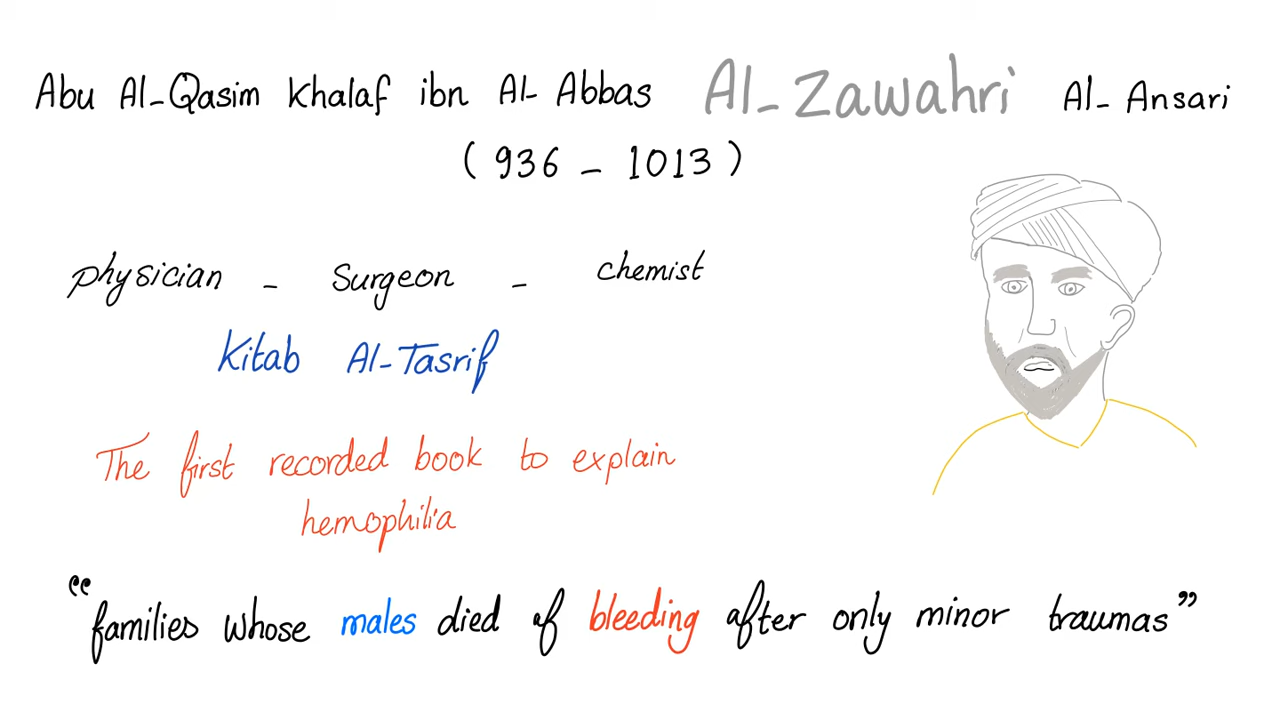 Abu Al-Qasim Khalaf ibn Al-Abbas Al-Zawahri Al-Ansari
(936 - 1013)
physician - Surgeon - chemist
Kitab Al-Tasrif
The first recorded book to explain
hemophilia
“families whose males died of bleeding after only minor traumas”